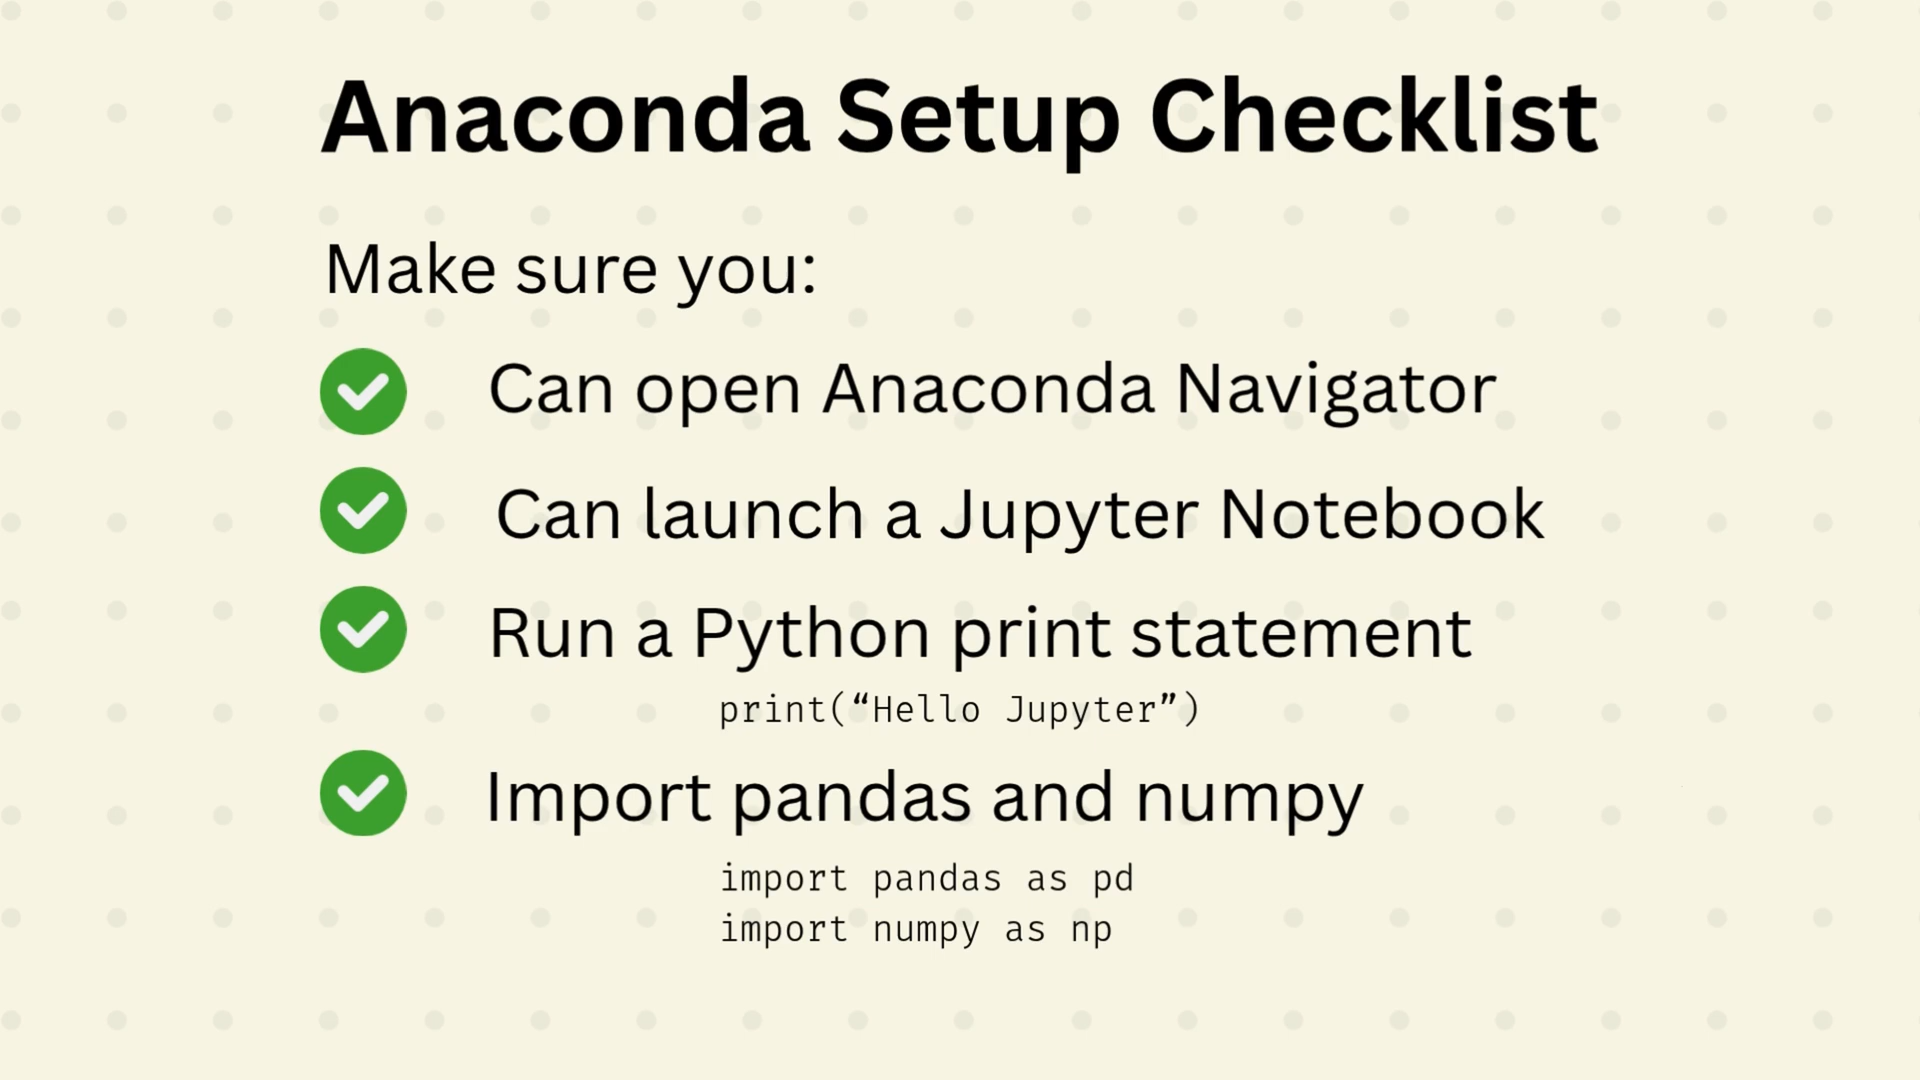 Anaconda Setup Checklist
Make sure you:
Can open Anaconda Navigator
Can launch a Jupyter Notebook
Run a Python print statement
print(“Hello Jupyter”)
Import pandas and numpy
import pandas as pd
import numpy as np